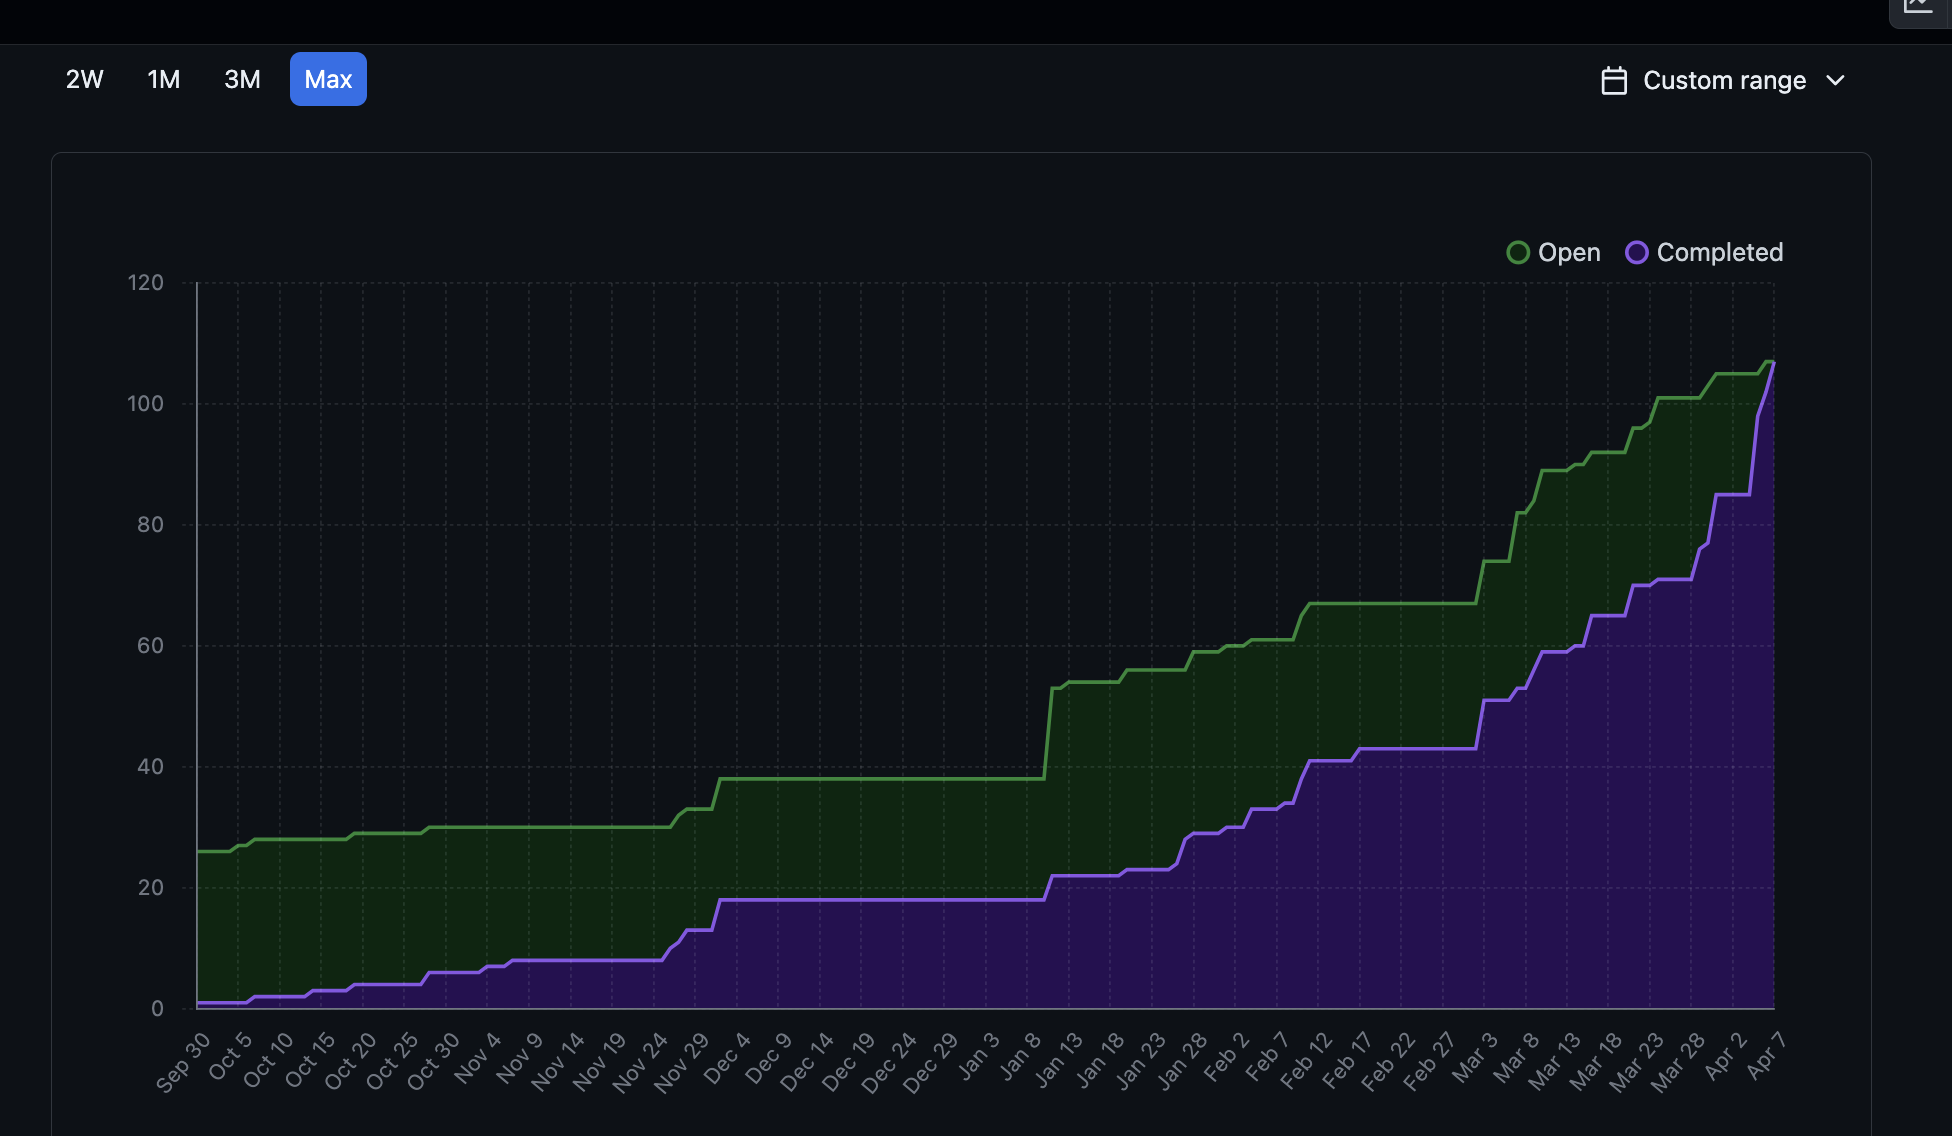 2W 1M 3M Max Custom range
Open Completed
120
100
80
60
40
20
0
Sep 30 Oct 5 Oct 10 Oct 15 Oct 20 Oct 25 Oct 30 Nov 4 Nov 9 Nov 14 Nov 19 Nov 24 Nov 29 Dec 4 Dec 9 Dec 14 Dec 19 Dec 24 Dec 29 Jan 3 Jan 8 Jan 13 Jan 18 Jan 23 Jan 28 Feb 2 Feb 7 Feb 12 Feb 17 Feb 22 Feb 27 Mar 3 Mar 8 Mar 13 Mar 18 Mar 23 Mar 28 Apr 2 Apr 7